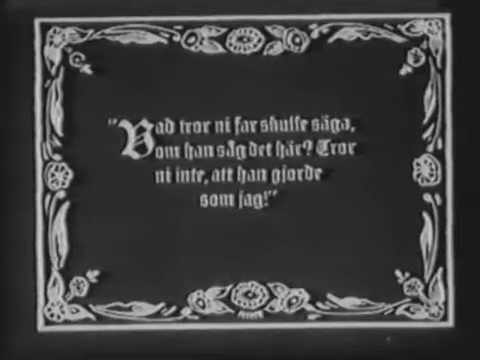 "Vad tror ni far skulle säga,
om han såg det här? Tror
ni inte, att han gjorde
som jag!"